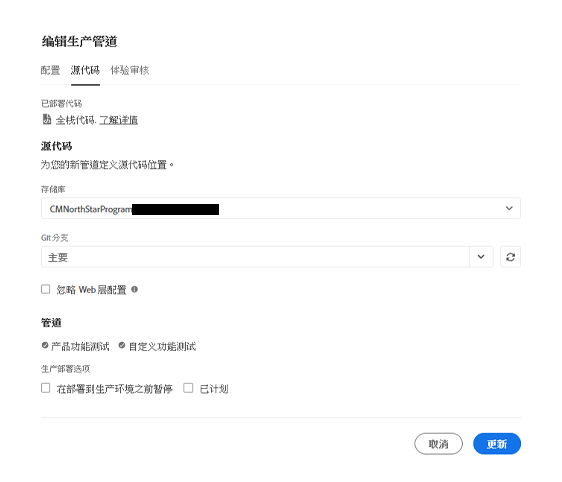 编辑生产管道
配置 源代码 体验审核
已部署代码
全栈代码. 了解详值
源代码
为您的新管道定义源代码位置。
存储库
CMNorthStarProgram
Git 分支
主要
忽略 Web 层配置
管道
产品功能测试 自定义功能测试
生产部署选项
在部署到生产环境之前暂停 已计划
取消 更新